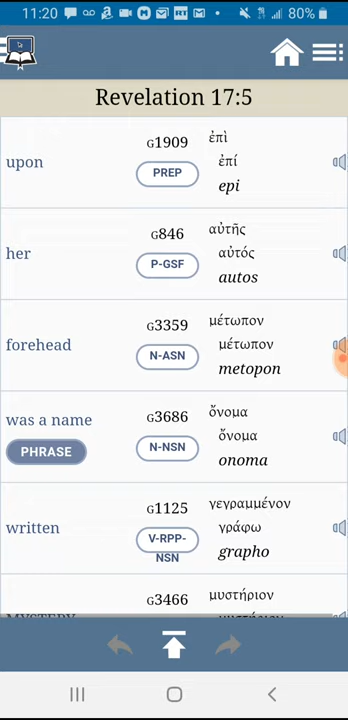 11:20 80%
Revelation 17:5
upon G1909 ἐπὶ
PREP ἐπί
epi
her G846 αὐτῆς
P-GSF αὐτός
autos
forehead G3359 μέτωπον
N-ASN μέτωπον
metopon
was a name G3686 ὄνομα
PHRASE N-NSN ὄνομα
onoma
written G1125 γεγραμμένον
V-RPP-NSN γράφω
grapho
G3466 μυστήριον
MYSTERY μυστήριον